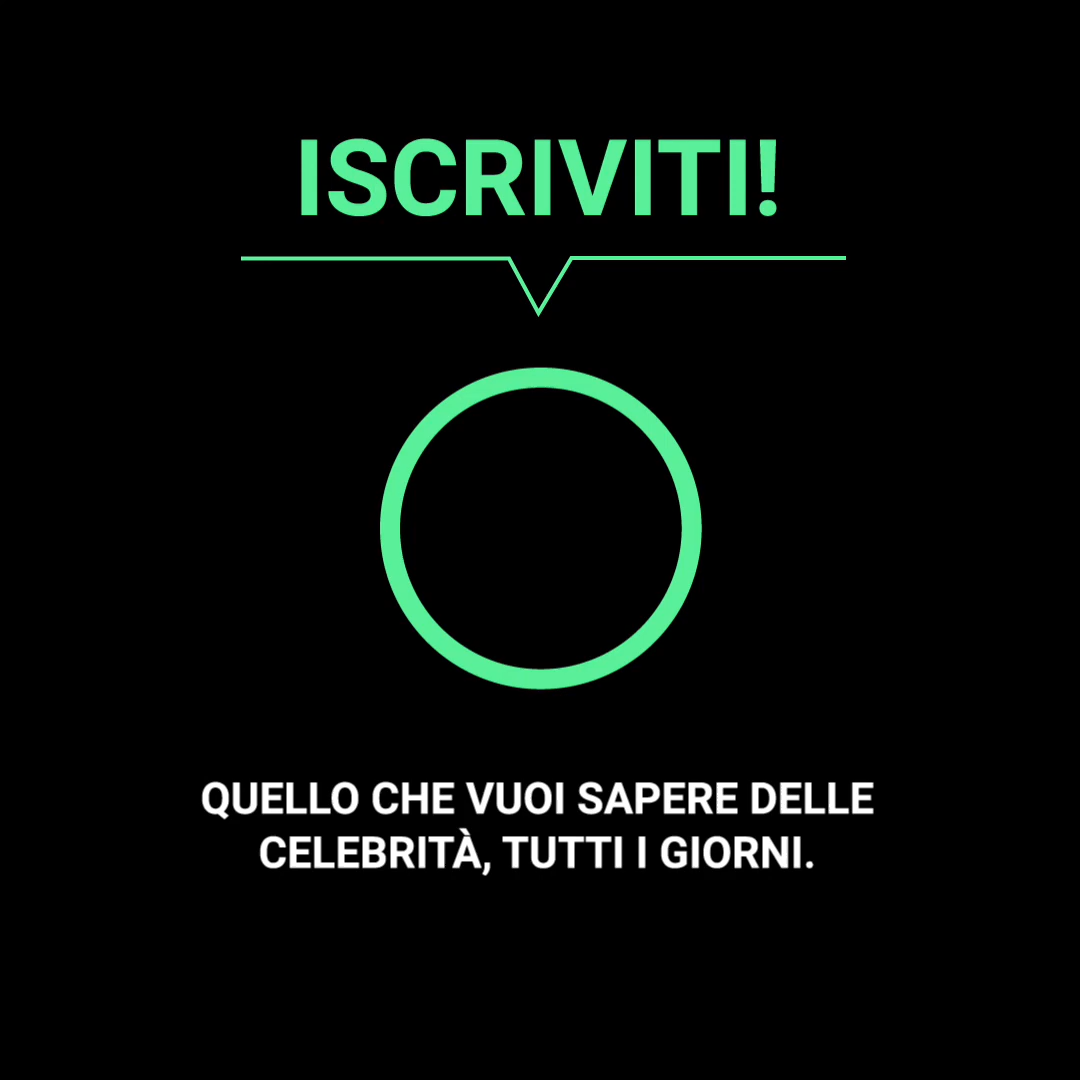 ISCRIVITI!
QUELLO CHE VUOI SAPERE DELLE
CELEBRITÀ, TUTTI I GIORNI.